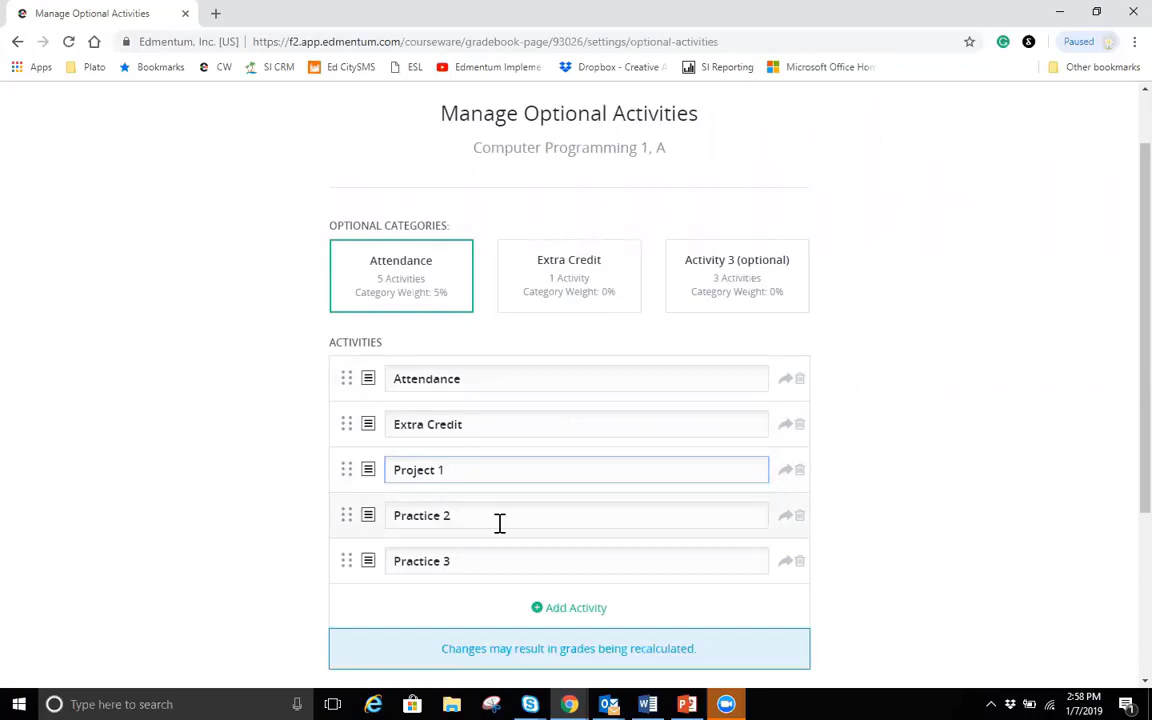 Manage Optional Activities
Edmentum, Inc. [US] https://f2.app.edmentum.com/courseware/gradebook-page/93026/settings/optional-activities Paused
Apps Plato Bookmarks CW SI CRM Ed CitySMS ESL Edmentum Impleme Dropbox - Creative SI Reporting Microsoft Office Hom Other bookmarks
Manage Optional Activities
Computer Programming 1, A
OPTIONAL CATEGORIES:
Attendance Extra Credit Activity 3 (optional)
5 Activities 1 Activity 3 Activities
Category Weight: 5% Category Weight: 0% Category Weight: 0%
ACTIVITIES
Attendance
Extra Credit
Project 1
Practice 2
Practice 3
Add Activity
Changes may result in grades being recalculated.
Type here to search
2:58 PM
1/7/2019